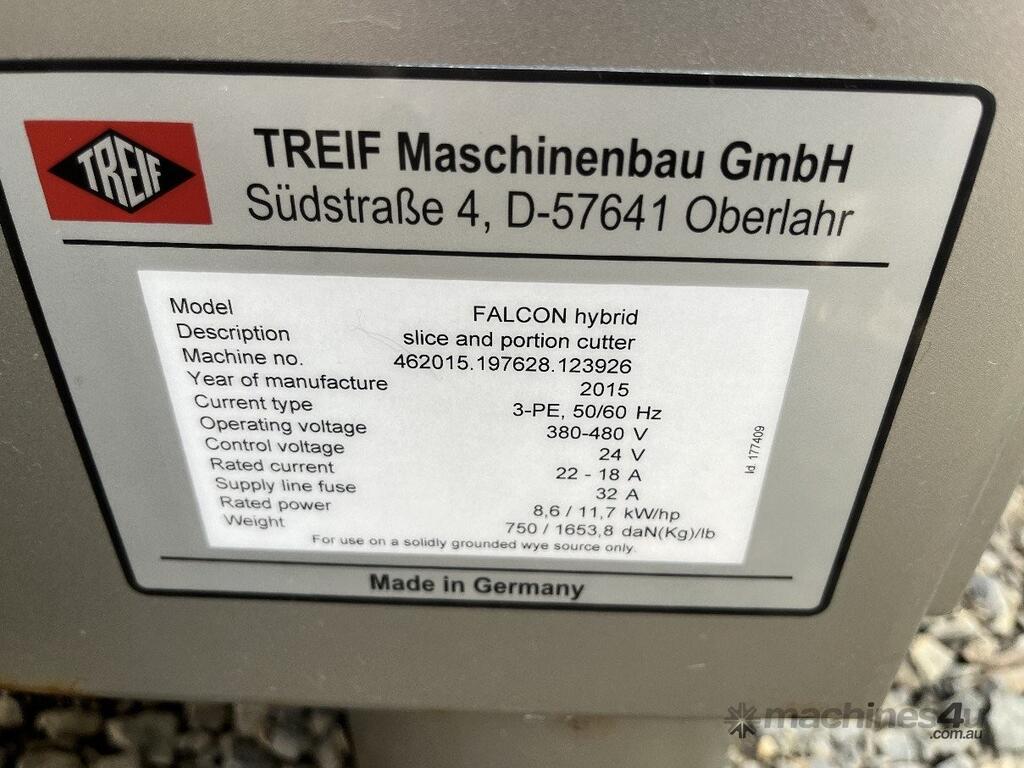 TREIF
TREIF Maschinenbau GmbH
Südstraße 4, D-57641 Oberlahr
Model FALCON hybrid
Description slice and portion cutter
Machine no. 462015.197628.123926
Year of manufacture 2015
Current type 3-PE, 50/60 Hz
Operating voltage 380-480 V
Control voltage 24 V
Rated current 22 - 18 A
Supply line fuse 32 A
Rated power 8,6 / 11,7 kW/hp
Weight 750 / 1653,8 daN(Kg)/lb
For use on a solidly grounded wye source only.
Id. 177409
Made in Germany
machines4u
.com.au